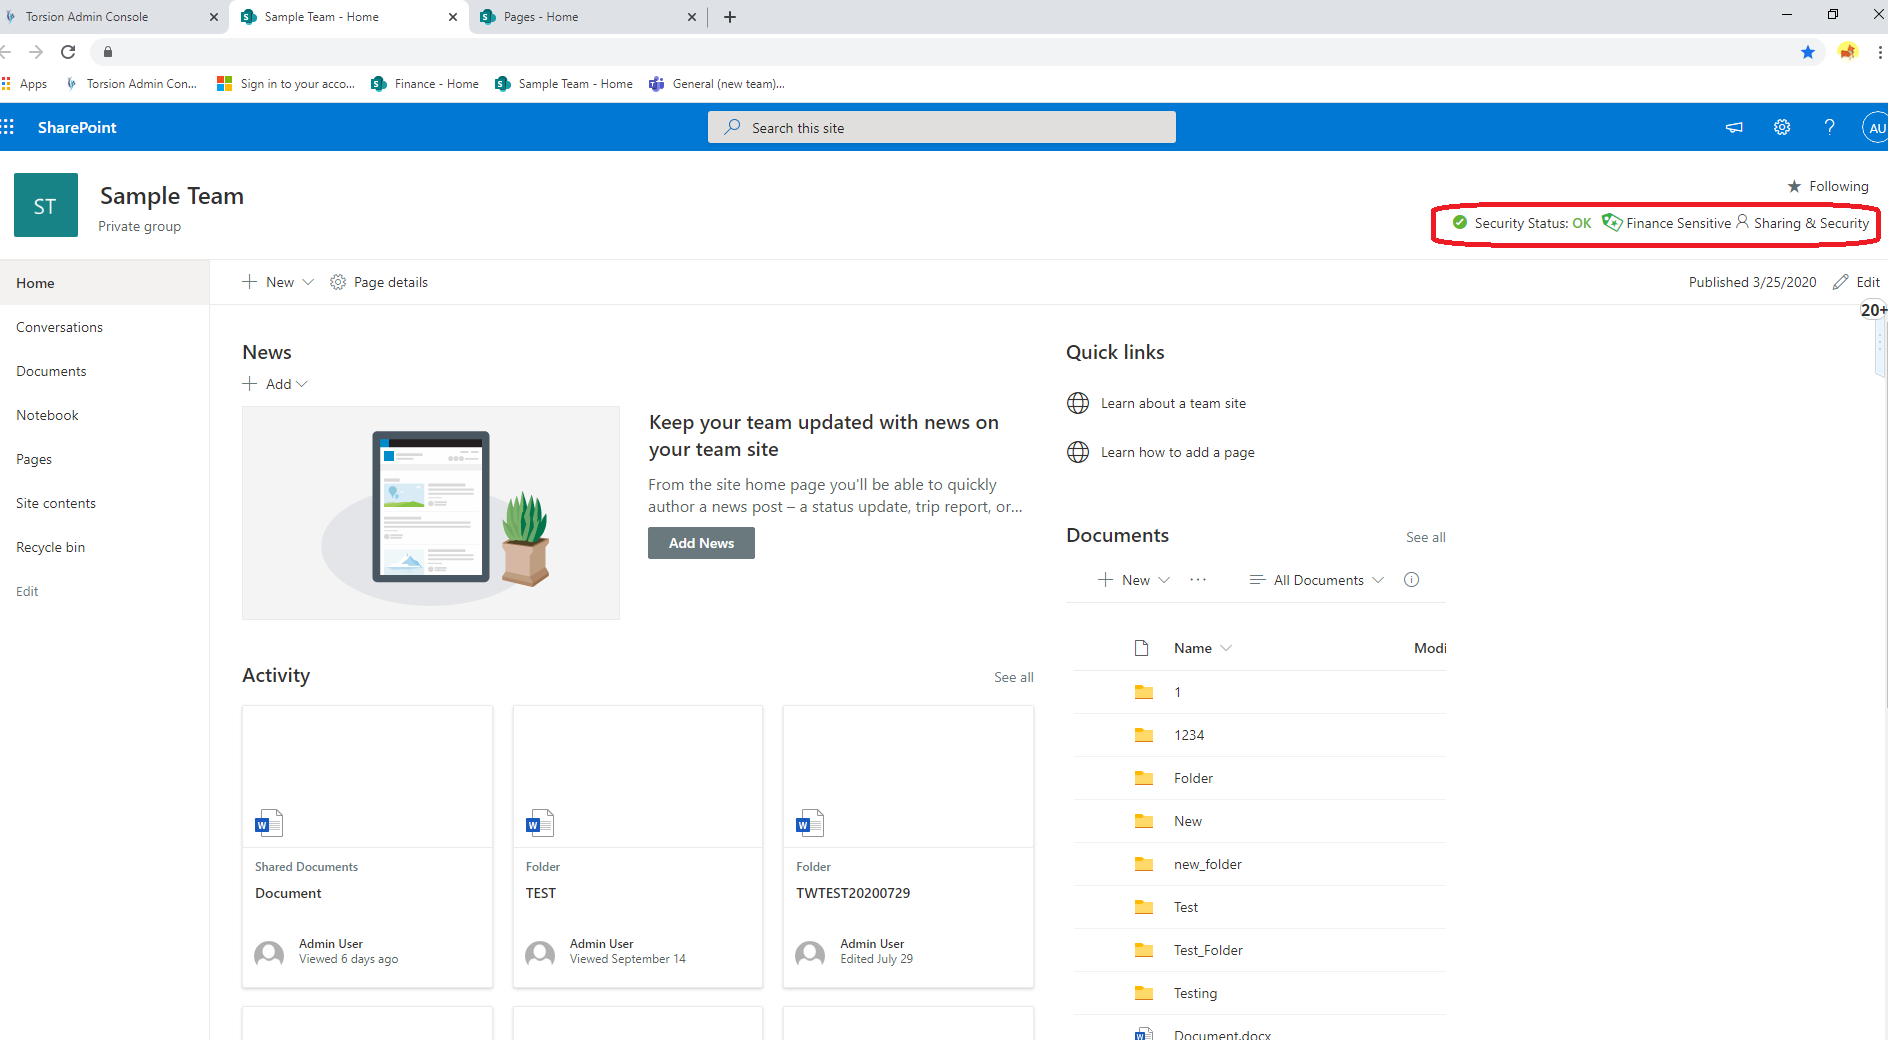 Torsion Admin Console
Sample Team - Home
Pages - Home
Apps
Torsion Admin Con...
Sign in to your acco...
Finance - Home
Sample Team - Home
General (new team)...
SharePoint
Search this site
AU
ST
Sample Team
Private group
Following
Security Status: OK Finance Sensitive Sharing & Security
Home
Conversations
Documents
Notebook
Pages
Site contents
Recycle bin
Edit
New
Page details
Published 3/25/2020
Edit
20+
News
Add
Keep your team updated with news on
your team site
From the site home page you'll be able to quickly
author a news post – a status update, trip report, or...
Add News
Quick links
Learn about a team site
Learn how to add a page
Documents
See all
New
All Documents
Name
Modi
1
1234
Folder
New
new_folder
Test
Test_Folder
Testing
Document.docx
Activity
See all
Shared Documents
Document
Admin User
Viewed 6 days ago
Folder
TEST
Admin User
Viewed September 14
Folder
TWTEST20200729
Admin User
Edited July 29